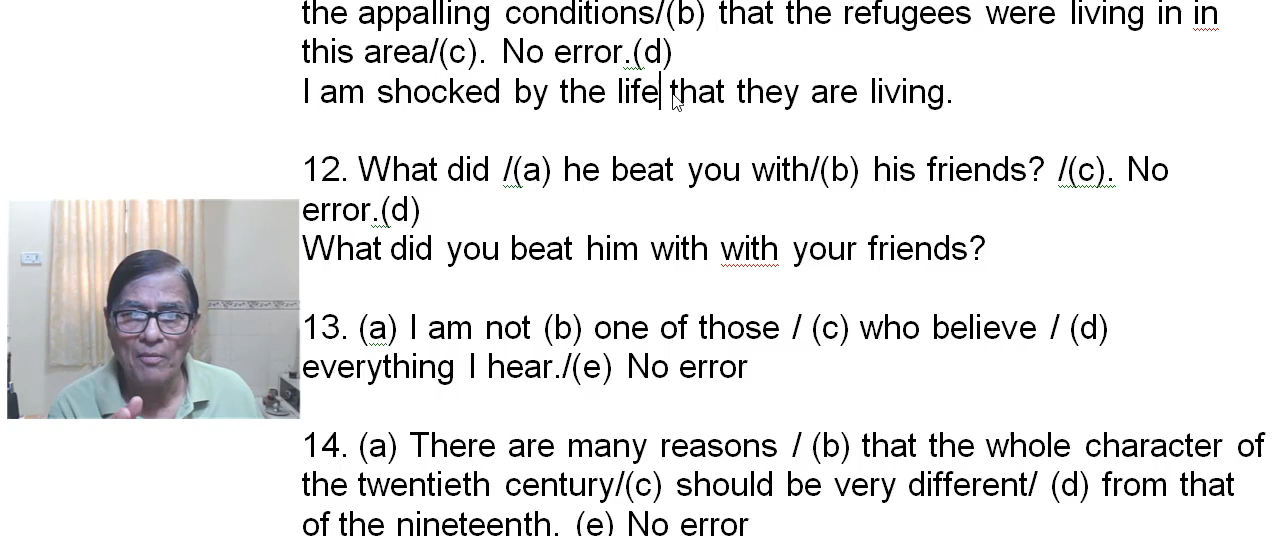 the appalling conditions/(b) that the refugees were living in in
this area/(c). No error.(d)
I am shocked by the life that they are living.
12. What did /(a) he beat you with/(b) his friends? /(c). No
error.(d)
What did you beat him with with your friends?
13. (a) I am not (b) one of those / (c) who believe / (d)
everything I hear./(e) No error
14. (a) There are many reasons / (b) that the whole character of
the twentieth century/(c) should be very different/ (d) from that
of the nineteenth. (e) No error